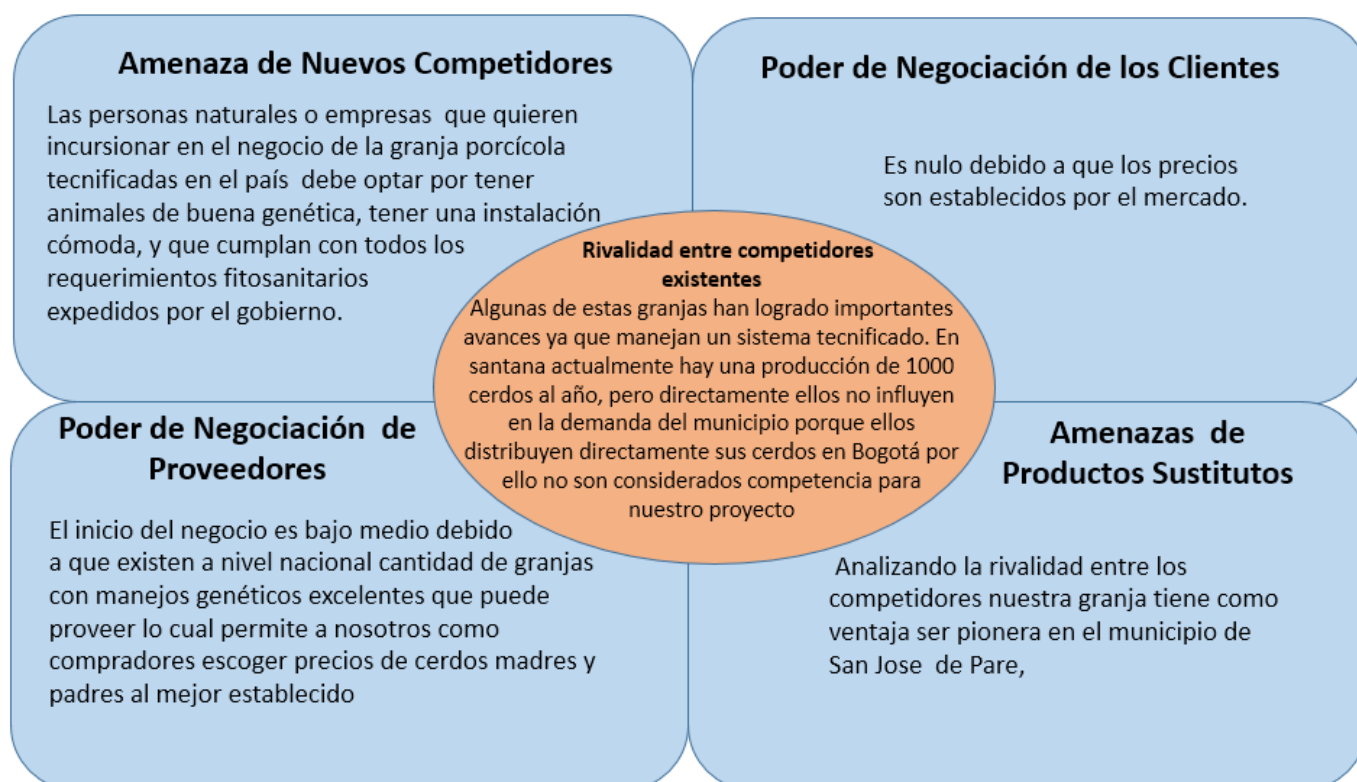 Amenaza de Nuevos Competidores
Las personas naturales o empresas que quieren
incursionar en el negocio de la granja porcícola
tecnificadas en el país debe optar por tener
animales de buena genética, tener una instalación
cómoda, y que cumplan con todos los
requerimientos fitosanitarios
expedidos por el gobierno.
Poder de Negociación de los Clientes
Es nulo debido a que los precios
son establecidos por el mercado.
Rivalidad entre competidores
existentes
Algunas de estas granjas han logrado importantes
avances ya que manejan un sistema tecnificado. En
santana actualmente hay una producción de 1000
cerdos al año, pero directamente ellos no influyen
en la demanda del municipio porque ellos
distribuyen directamente sus cerdos en Bogotá por
ello no son considerados competencia para
nuestro proyecto
Poder de Negociación de
Proveedores
El inicio del negocio es bajo medio debido
a que existen a nivel nacional cantidad de granjas
con manejos genéticos excelentes que puede
proveer lo cual permite a nosotros como
compradores escoger precios de cerdos madres y
padres al mejor establecido
Amenazas de
Productos Sustitutos
Analizando la rivalidad entre los
competidores nuestra granja tiene como
ventaja ser pionera en el municipio de
San Jose de Pare,